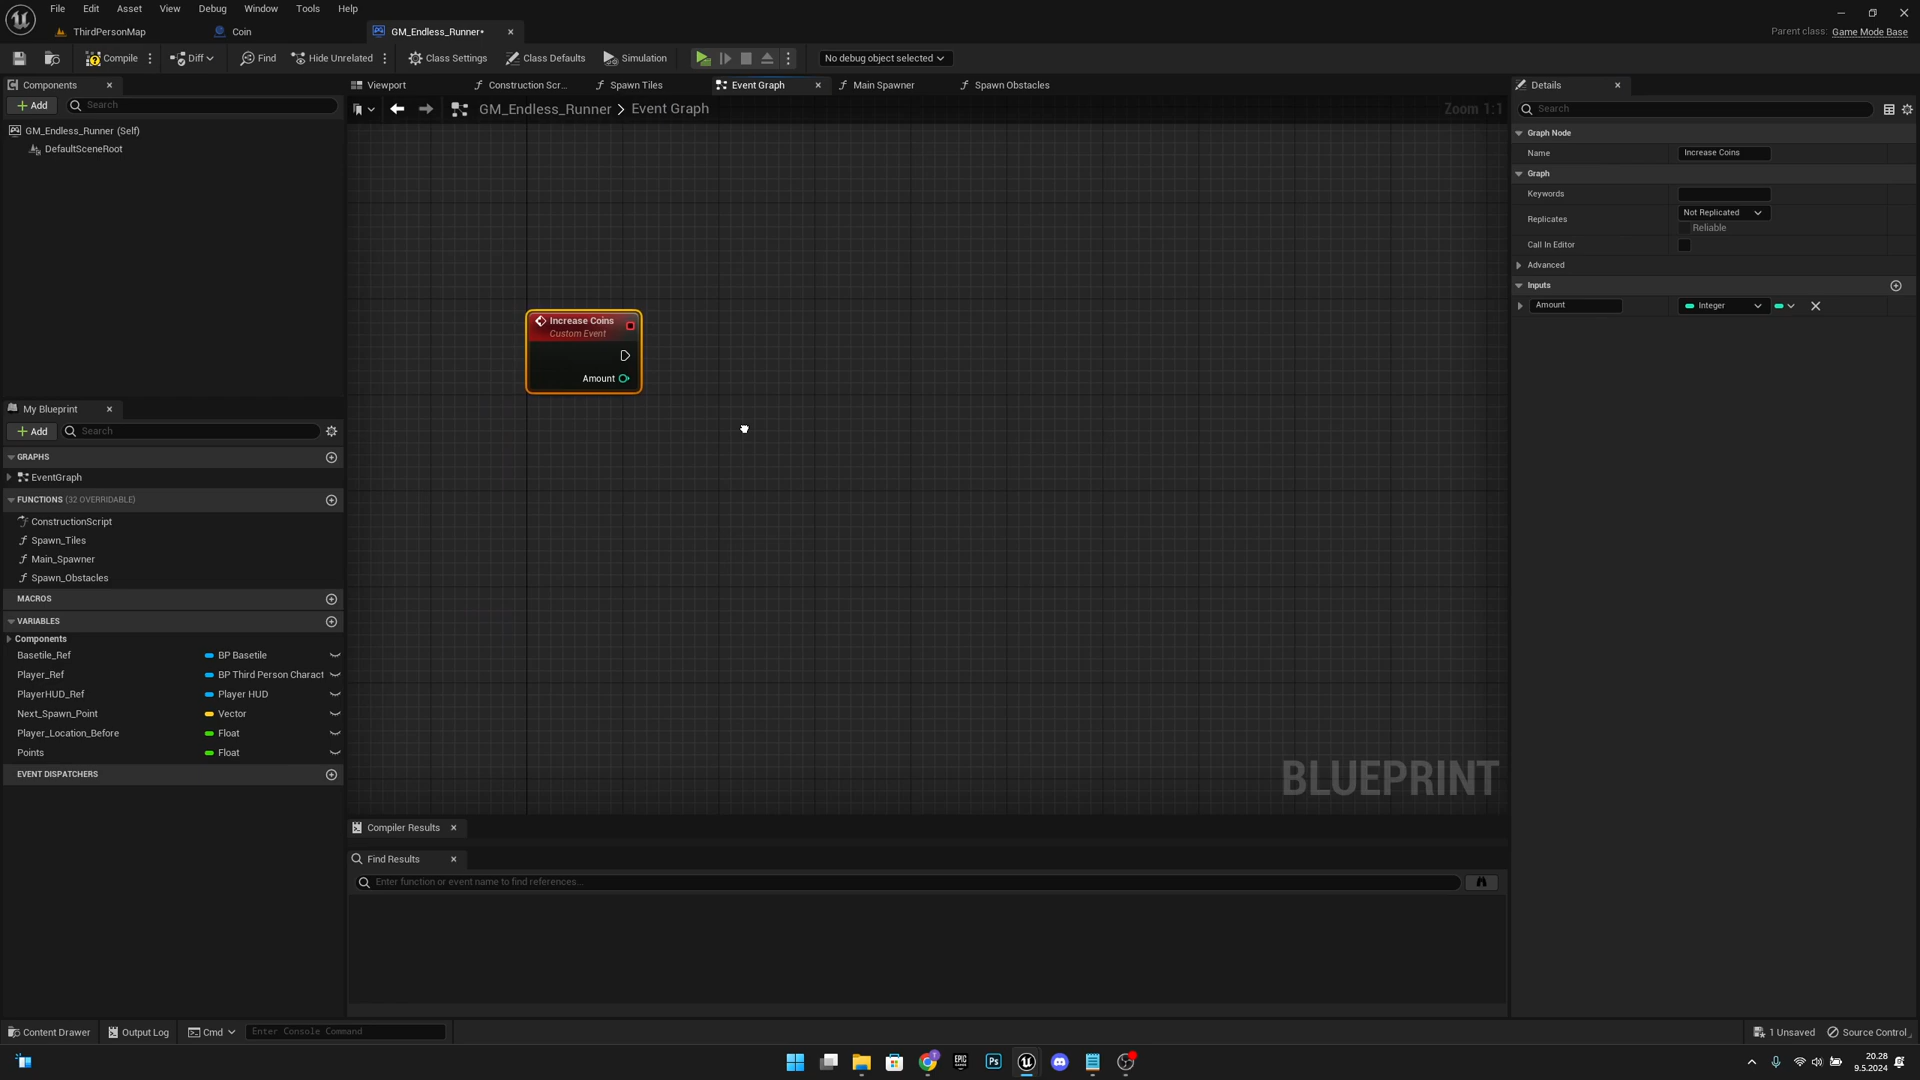 File Edit Asset View Debug Window Tools Help
ThirdPersonMap Coin GM_Endless_Runner•
Parent class: Game Mode Base
Compile Diff Find Hide Unrelated Class Settings Class Defaults Simulation No debug object selected
Components
Add Search
GM_Endless_Runner (Self)
DefaultSceneRoot
Viewport Construction Scr... Spawn Tiles Event Graph Main Spawner Spawn Obstacles
GM_Endless_Runner > Event Graph
Zoom 1:1
Increase Coins
Custom Event
Amount
BLUEPRINT
My Blueprint
Add Search
GRAPHS
EventGraph
FUNCTIONS (32 OVERRIDABLE)
ConstructionScript
Spawn_Tiles
Main_Spawner
Spawn_Obstacles
MACROS
VARIABLES
Components
Basetile_Ref BP Basetile
Player_Ref BP Third Person Charact
PlayerHUD_Ref Player HUD
Next_Spawn_Point Vector
Player_Location_Before Float
Points Float
EVENT DISPATCHERS
Compiler Results
Find Results
Enter function or event name to find references...
Details
Search
Graph Node
Name Increase Coins
Graph
Keywords
Replicates Not Replicated
Reliable
Call In Editor
Advanced
Inputs
Amount Integer
Content Drawer Output Log Cmd Enter Console Command
1 Unsaved Source Control
EPIC GAMES
Ps
20.28
9.5.2024